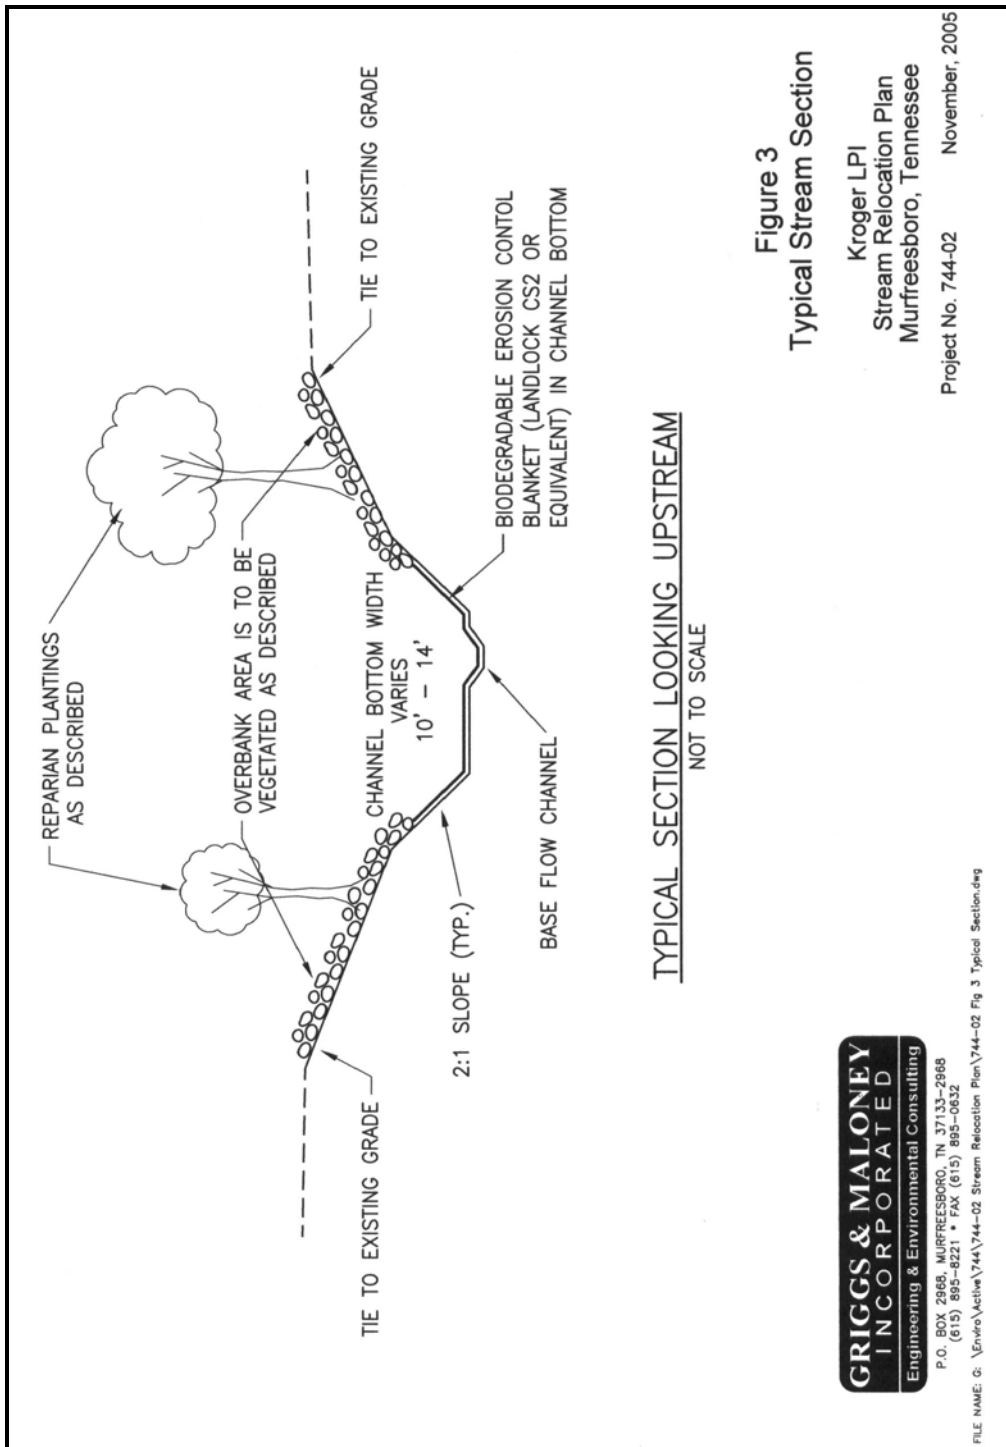 REPARIAN PLANTINGS
AS DESCRIBED
OVERBANK AREA IS TO BE
VEGETATED AS DESCRIBED
CHANNEL BOTTOM WIDTH
VARIES
10' - 14'
TIE TO EXISTING GRADE
TIE TO EXISTING GRADE
2:1 SLOPE (TYP.)
BASE FLOW CHANNEL
BIODEGRADABLE EROSION CONTOL
BLANKET (LANDLOCK CS2 OR
EQUIVALENT) IN CHANNEL BOTTOM
TYPICAL SECTION LOOKING UPSTREAM
NOT TO SCALE
GRIGGS & MALONEY
INCORPORATED
Engineering & Environmental Consulting
P.O. BOX 2968, MURFREESBORO, TN 37133-2968
(615) 895-8221 * FAX (615) 895-0632
FILE NAME: G: \Enviro\Active\744\744-02 Stream Relocation Plan\744-02 Fig 3 Typical Section.dwg
Figure 3
Typical Stream Section
Kroger LPI
Stream Relocation Plan
Murfreesboro, Tennessee
Project No. 744-02 November, 2005